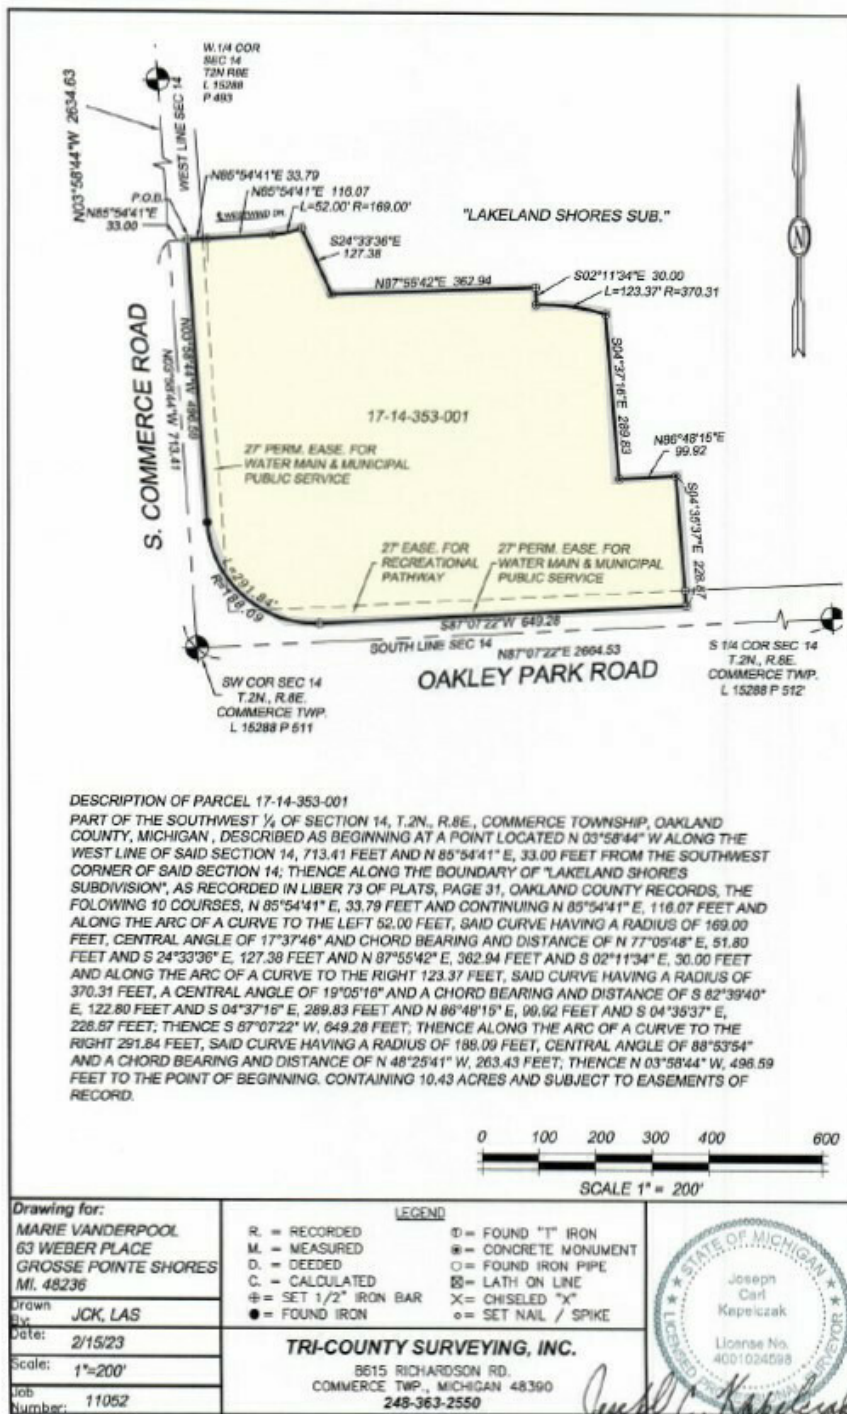 W.1/4 COR
SEC 14
T2N R8E
L 15288
P 493
N03°58'44"W 2634.63
WEST LINE SEC 14
N85°54'41"E 33.79
N85°54'41"E 116.07
L=52.00' R=169.00'
P.O.B.
N85°54'41"E
33.00
WESTWIND DR.
"LAKELAND SHORES SUB."
S24°33'36"E
127.38
N87°55'42"E 362.94
S02°11'34"E 30.00
L=123.37' R=370.31
N
S. COMMERCE ROAD
N03°58'44"W 713.41
N03°58'44"W 496.59
17-14-353-001
S04°37'16"E 289.83
N86°48'15"E
99.92
27' PERM. EASE. FOR
WATER MAIN & MUNICIPAL
PUBLIC SERVICE
S04°35'37"E 228.87
27' EASE. FOR
RECREATIONAL
PATHWAY
27' PERM. EASE. FOR
WATER MAIN & MUNICIPAL
PUBLIC SERVICE
L=291.84'
R=188.09
S87°07'22"W 649.28
SOUTH LINE SEC 14
N87°07'22"E 2664.53
OAKLEY PARK ROAD
SW COR SEC 14
T.2N., R.8E.
COMMERCE TWP.
L 15288 P 511
S 1/4 COR SEC 14
T.2N., R.8E.
COMMERCE TWP.
L 15288 P 512'
DESCRIPTION OF PARCEL 17-14-353-001
PART OF THE SOUTHWEST ¼ OF SECTION 14, T.2N., R.8E., COMMERCE TOWNSHIP, OAKLAND
COUNTY, MICHIGAN , DESCRIBED AS BEGINNING AT A POINT LOCATED N 03°58'44" W ALONG THE
WEST LINE OF SAID SECTION 14, 713.41 FEET AND N 85°54'41" E, 33.00 FEET FROM THE SOUTHWEST
CORNER OF SAID SECTION 14; THENCE ALONG THE BOUNDARY OF "LAKELAND SHORES
SUBDIVISION", AS RECORDED IN LIBER 73 OF PLATS, PAGE 31, OAKLAND COUNTY RECORDS, THE
FOLOWING 10 COURSES, N 85°54'41" E, 33.79 FEET AND CONTINUING N 85°54'41" E, 116.07 FEET AND
ALONG THE ARC OF A CURVE TO THE LEFT 52.00 FEET, SAID CURVE HAVING A RADIUS OF 169.00
FEET, CENTRAL ANGLE OF 17°37'46" AND CHORD BEARING AND DISTANCE OF N 77°05'48" E, 51.80
FEET AND S 24°33'36" E, 127.38 FEET AND N 87°55'42" E, 362.94 FEET AND S 02°11'34" E, 30.00 FEET
AND ALONG THE ARC OF A CURVE TO THE RIGHT 123.37 FEET, SAID CURVE HAVING A RADIUS OF
370.31 FEET, A CENTRAL ANGLE OF 19°05'16" AND A CHORD BEARING AND DISTANCE OF S 82°39'40"
E, 122.80 FEET AND S 04°37'16" E, 289.83 FEET AND N 86°48'15" E, 99.92 FEET AND S 04°35'37" E,
228.87 FEET; THENCE S 87°07'22" W, 649.28 FEET; THENCE ALONG THE ARC OF A CURVE TO THE
RIGHT 291.84 FEET, SAID CURVE HAVING A RADIUS OF 188.09 FEET, CENTRAL ANGLE OF 88°53'54"
AND A CHORD BEARING AND DISTANCE OF N 48°25'41" W, 263.43 FEET; THENCE N 03°58'44" W, 496.59
FEET TO THE POINT OF BEGINNING. CONTAINING 10.43 ACRES AND SUBJECT TO EASEMENTS OF
RECORD.
0 100 200 300 400 600
SCALE 1" = 200'
Drawing for:
MARIE VANDERPOOL
63 WEBER PLACE
GROSSE POINTE SHORES
MI. 48236
Drawn By: JCK, LAS
Date: 2/15/23
Scale: 1"=200'
Job Number: 11052
LEGEND
R. = RECORDED
M. = MEASURED
D. = DEEDED
C. = CALCULATED
⊕ = SET 1/2" IRON BAR
● = FOUND IRON
= FOUND "T" IRON
= CONCRETE MONUMENT
○ = FOUND IRON PIPE
= LATH ON LINE
X = CHISELED "X"
= SET NAIL / SPIKE
TRI-COUNTY SURVEYING, INC.
8615 RICHARDSON RD.
COMMERCE TWP., MICHIGAN 48390
248-363-2550
STATE OF MICHIGAN
Joseph
Carl
Kapelczak
License No.
4001024598
LICENSED PROFESSIONAL SURVEYOR
Joseph C. Kapelczak